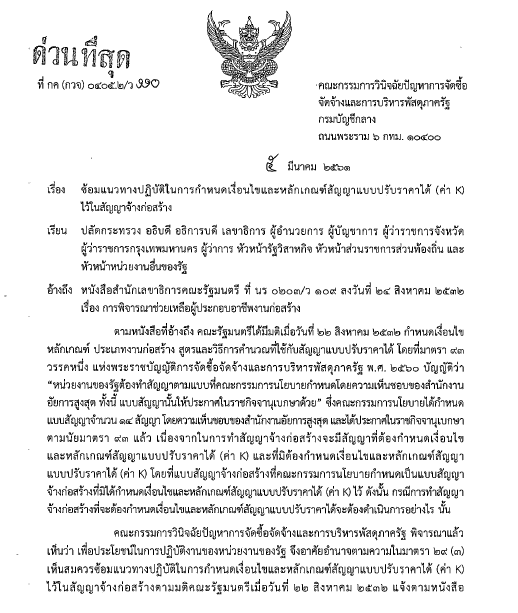 ด่วนที่สุด
ที่ กค (กวจ) ๐๔๐๕.๒/ว ๑๑๐
คณะกรรมการวินิจฉัยปัญหาการจัดซื้อ
จัดจ้างและการบริหารพัสดุภาครัฐ
กรมบัญชีกลาง
ถนนพระราม ๖ กทม. ๑๐๔๐๐
๕ มีนาคม ๒๕๖๑
เรื่อง ซ้อมแนวทางปฏิบัติในการกำหนดเงื่อนไขและหลักเกณฑ์สัญญาแบบปรับราคาได้ (ค่า K)
ไว้ในสัญญาจ้างก่อสร้าง
เรียน ปลัดกระทรวง อธิบดี อธิการบดี เลขาธิการ ผู้อำนวยการ ผู้บัญชาการ ผู้ว่าราชการจังหวัด
ผู้ว่าราชการกรุงเทพมหานคร ผู้ว่าการ หัวหน้ารัฐวิสาหกิจ หัวหน้าส่วนราชการส่วนท้องถิ่น และ
หัวหน้าหน่วยงานอื่นของรัฐ
อ้างถึง หนังสือสำนักเลขาธิการคณะรัฐมนตรี ที่ นร ๐๒๐๓/ว ๑๐๙ ลงวันที่ ๒๔ สิงหาคม ๒๕๓๒
เรื่อง การพิจารณาช่วยเหลือผู้ประกอบอาชีพงานก่อสร้าง
ตามหนังสือที่อ้างถึง คณะรัฐมนตรีได้มีมติเมื่อวันที่ ๒๒ สิงหาคม ๒๕๓๒ กำหนดเงื่อนไข
หลักเกณฑ์ ประเภทงานก่อสร้าง สูตรและวิธีการคำนวณที่ใช้กับสัญญาแบบปรับราคาได้ โดยที่มาตรา ๙๓
วรรคหนึ่ง แห่งพระราชบัญญัติการจัดซื้อจัดจ้างและการบริหารพัสดุภาครัฐ พ.ศ. ๒๕๖๐ บัญญัติว่า
“หน่วยงานของรัฐต้องทำสัญญาตามแบบที่คณะกรรมการนโยบายกำหนดโดยความเห็นชอบของสำนักงาน
อัยการสูงสุด ทั้งนี้ แบบสัญญานั้นให้ประกาศในราชกิจจานุเบกษาด้วย” ซึ่งคณะกรรมการนโยบายได้กำหนด
แบบสัญญาจำนวน ๑๔ สัญญา โดยความเห็นชอบของสำนักงานอัยการสูงสุด และได้ประกาศในราชกิจจานุเบกษา
ตามนัยมาตรา ๙๓ แล้ว เนื่องจากในการทำสัญญาจ้างก่อสร้างจะมีสัญญาที่ต้องกำหนดเงื่อนไข
และหลักเกณฑ์สัญญาแบบปรับราคาได้ (ค่า K) และที่มิต้องกำหนดเงื่อนไขและหลักเกณฑ์สัญญา
แบบปรับราคาได้ (ค่า K) โดยที่แบบสัญญาจ้างก่อสร้างที่คณะกรรมการนโยบายกำหนดเป็นแบบสัญญา
จ้างก่อสร้างที่มิได้กำหนดเงื่อนไขและหลักเกณฑ์สัญญาแบบปรับราคาได้ (ค่า K) ไว้ ดังนั้น กรณีการทำสัญญา
จ้างก่อสร้างที่จะต้องกำหนดเงื่อนไขและหลักเกณฑ์สัญญาแบบปรับราคาได้จะต้องดำเนินการอย่างไร นั้น
คณะกรรมการวินิจฉัยปัญหาการจัดซื้อจัดจ้างและการบริหารพัสดุภาครัฐ พิจารณาแล้ว
เห็นว่า เพื่อประโยชน์ในการปฏิบัติงานของหน่วยงานของรัฐ จึงอาศัยอำนาจตามความในมาตรา ๒๙ (๓)
เห็นสมควรซ้อมแนวทางปฏิบัติในการกำหนดเงื่อนไขและหลักเกณฑ์สัญญาแบบปรับราคาได้ (ค่า K)
ไว้ในสัญญาจ้างก่อสร้างตามมติคณะรัฐมนตรีเมื่อวันที่ ๒๒ สิงหาคม ๒๕๓๒ แจ้งตามหนังสือ